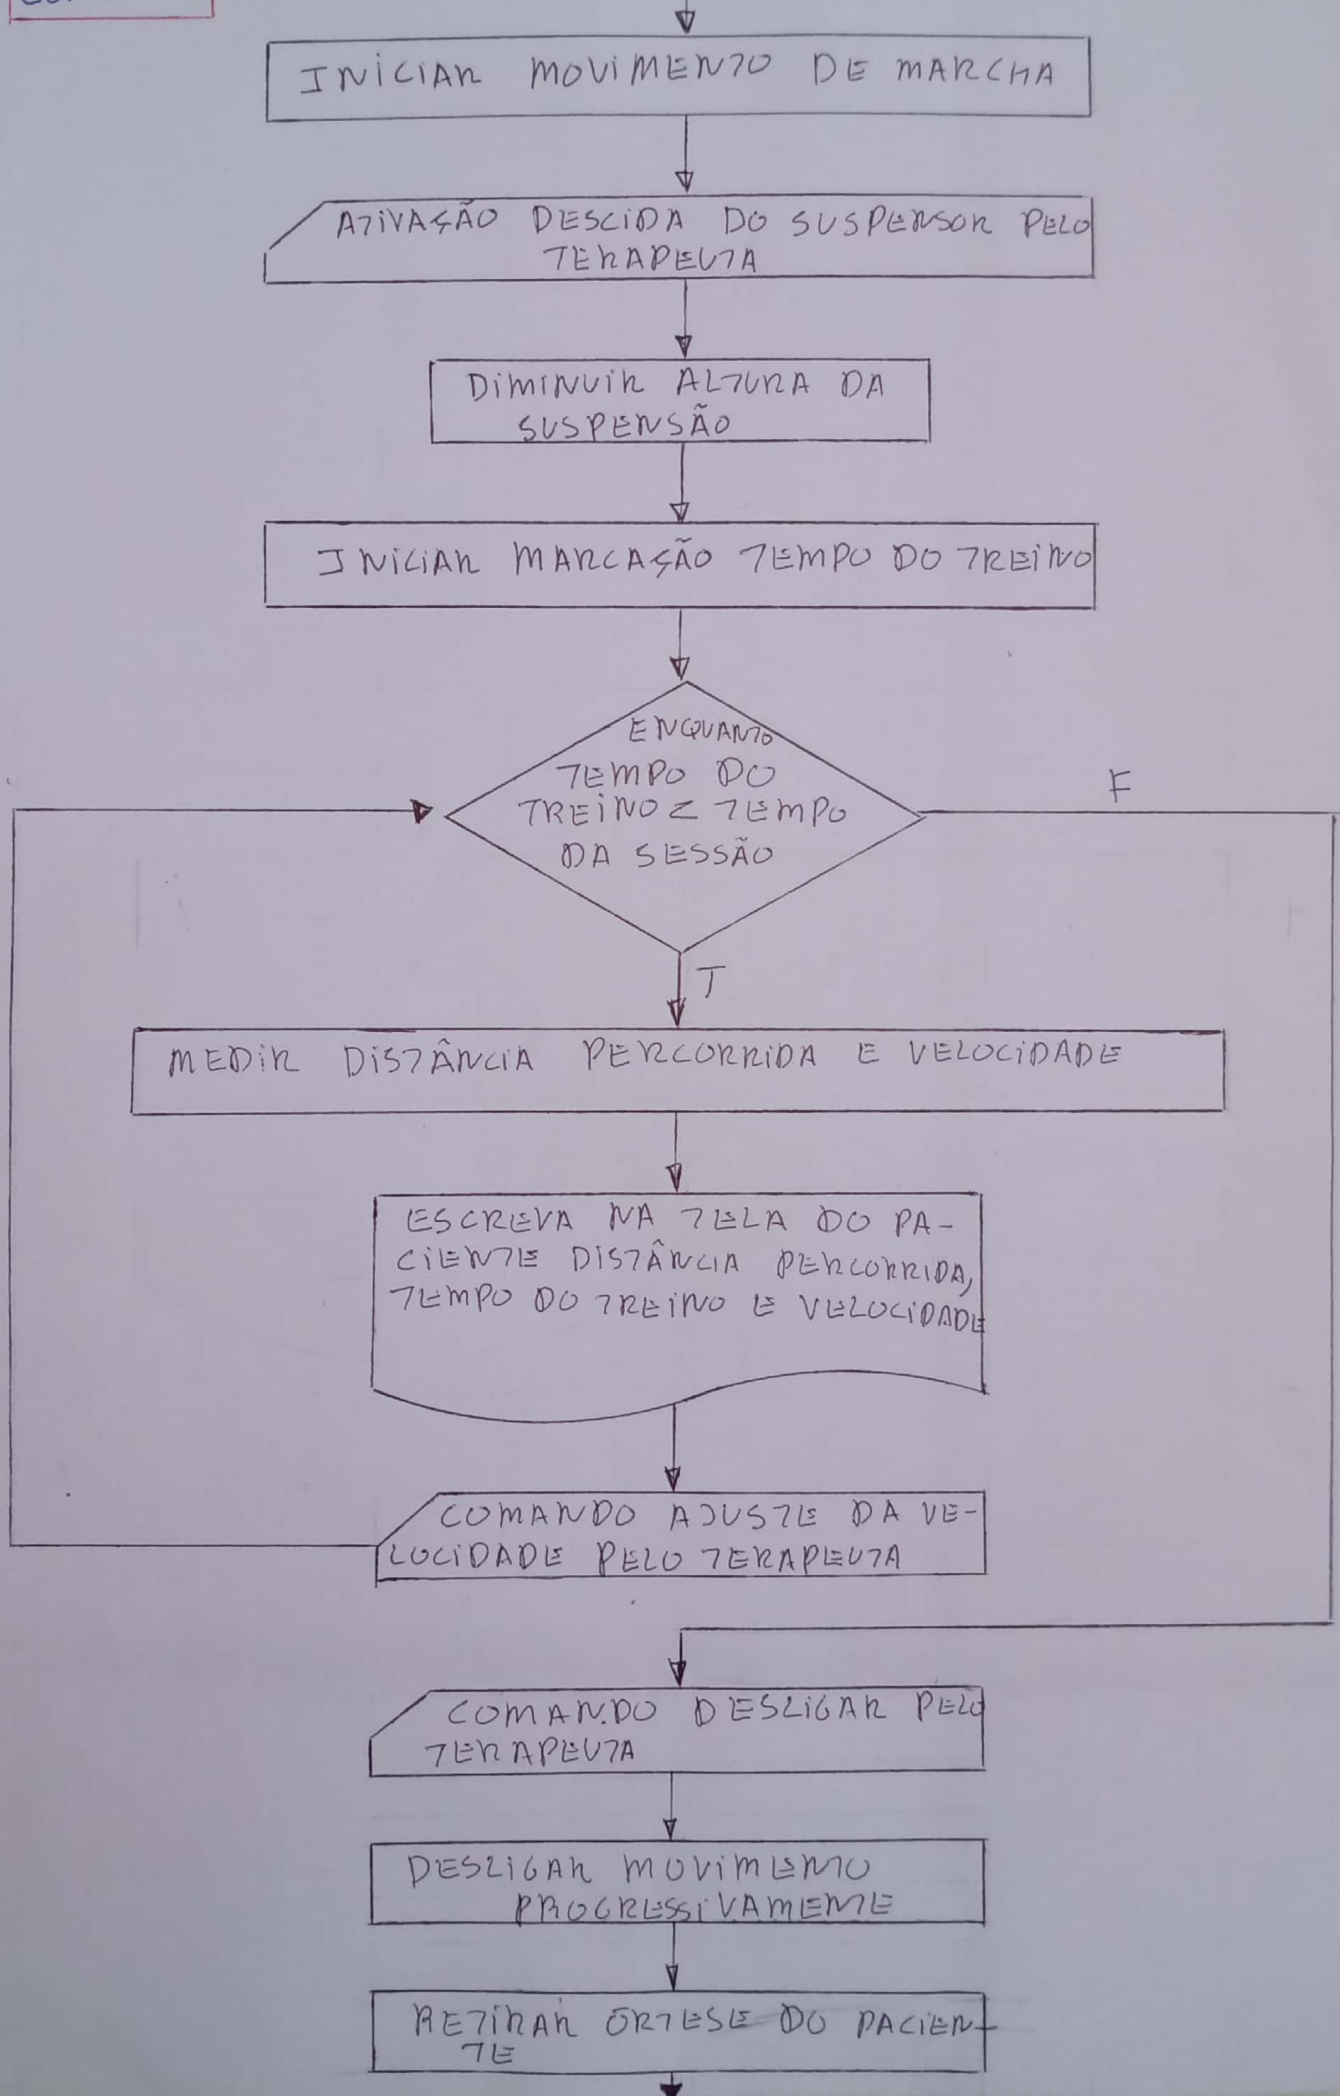 INICIAR MOVIMENTO DE MARCHA
ATIVAÇÃO DESCIDA DO SUSPENSOR PELO
TERAPEUTA
DIMINUIR ALTURA DA
SUSPENSÃO
INICIAR MARCAÇÃO TEMPO DO TREINO
ENQUANTO
TEMPO DO
TREINO < TEMPO
DA SESSÃO
F
T
MEDIR DISTÂNCIA PERCORRIDA E VELOCIDADE
ESCREVA NA TELA DO PA-
CIENTE DISTÂNCIA PERCORRIDA,
TEMPO DO TREINO E VELOCIDADE
COMANDO AJUSTE DA VE-
LOCIDADE PELO TERAPEUTA
COMANDO DESLIGAR PELO
TERAPEUTA
DESLIGAR MOVIMENTO
PROGRESSIVAMENTE
RETIRAR ÓRTESE DO PACIEN-
TE